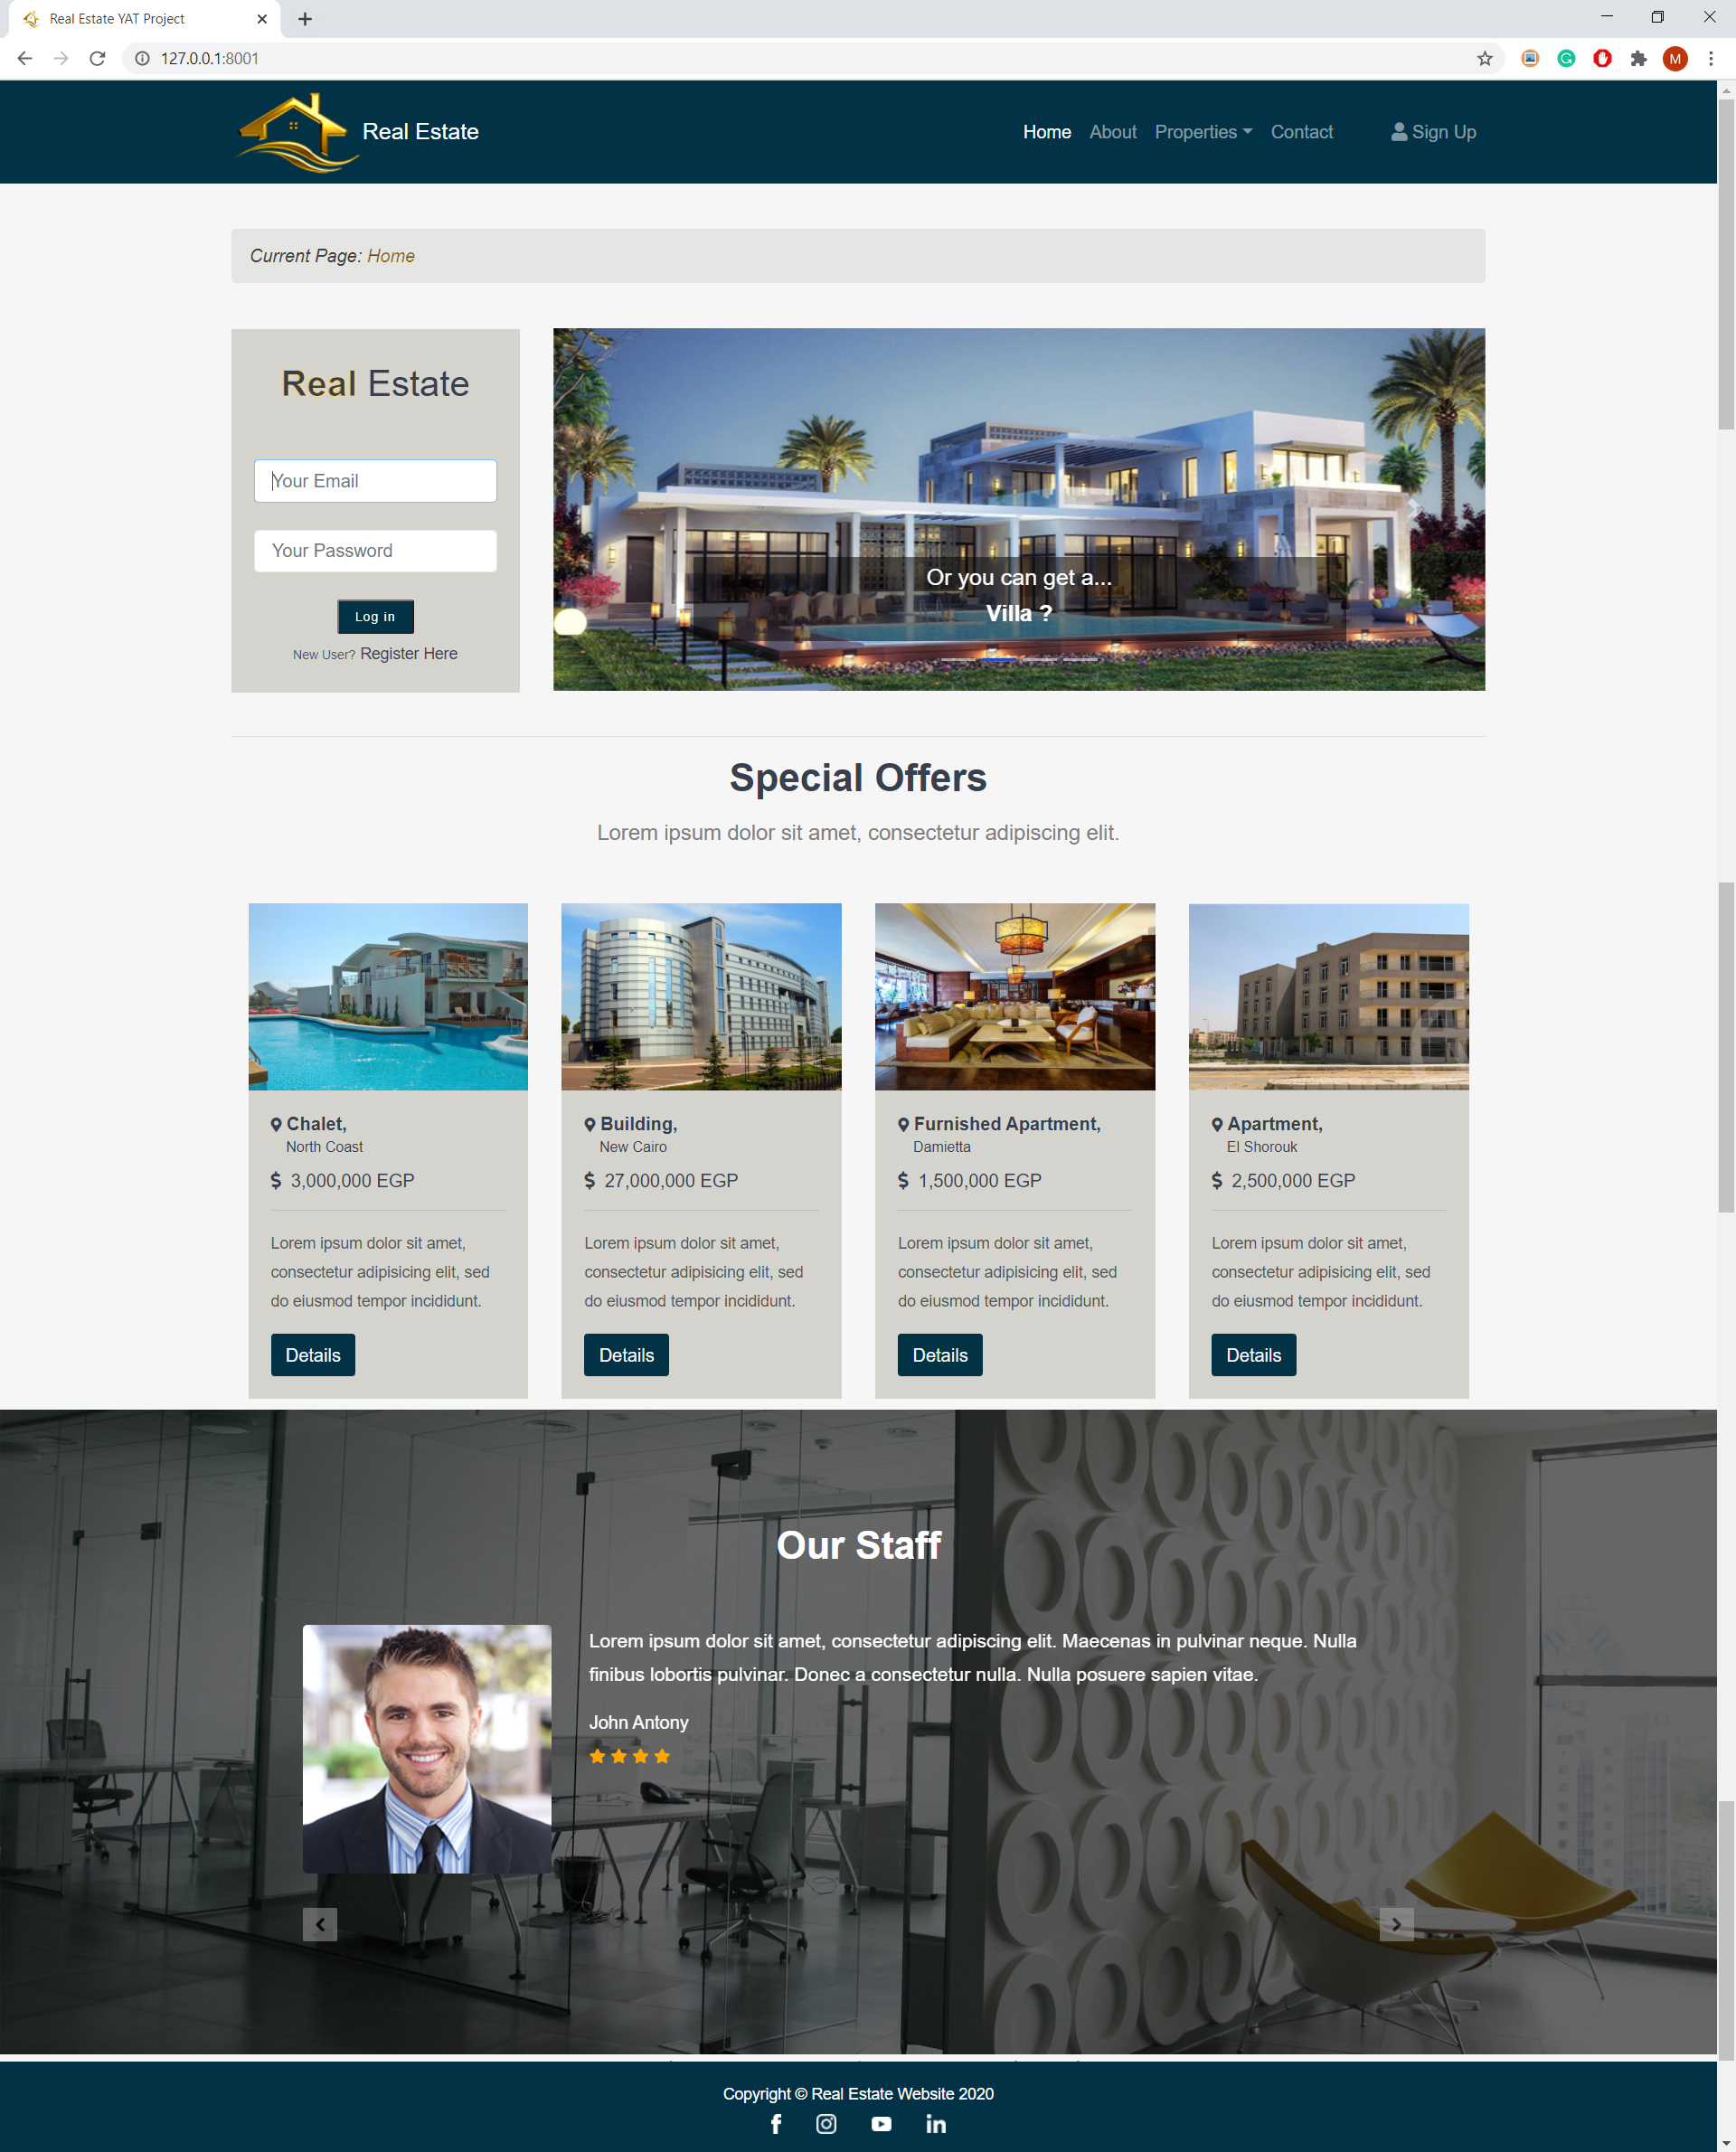 Real Estate YAT Project
127.0.0.1:8001
M
Real Estate
Home About Properties Contact Sign Up
Current Page: Home
Real Estate
Your Email
Your Password
Log in
New User? Register Here
Or you can get a...
Villa ?
Special Offers
Lorem ipsum dolor sit amet, consectetur adipiscing elit.
Chalet,
North Coast
$ 3,000,000 EGP
Lorem ipsum dolor sit amet,
consectetur adipisicing elit, sed
do eiusmod tempor incididunt.
Details
Building,
New Cairo
$ 27,000,000 EGP
Lorem ipsum dolor sit amet,
consectetur adipisicing elit, sed
do eiusmod tempor incididunt.
Details
Furnished Apartment,
Damietta
$ 1,500,000 EGP
Lorem ipsum dolor sit amet,
consectetur adipisicing elit, sed
do eiusmod tempor incididunt.
Details
Apartment,
El Shorouk
$ 2,500,000 EGP
Lorem ipsum dolor sit amet,
consectetur adipisicing elit, sed
do eiusmod tempor incididunt.
Details
Our Staff
Lorem ipsum dolor sit amet, consectetur adipiscing elit. Maecenas in pulvinar neque. Nulla
finibus lobortis pulvinar. Donec a consectetur nulla. Nulla posuere sapien vitae.
John Antony
Copyright © Real Estate Website 2020